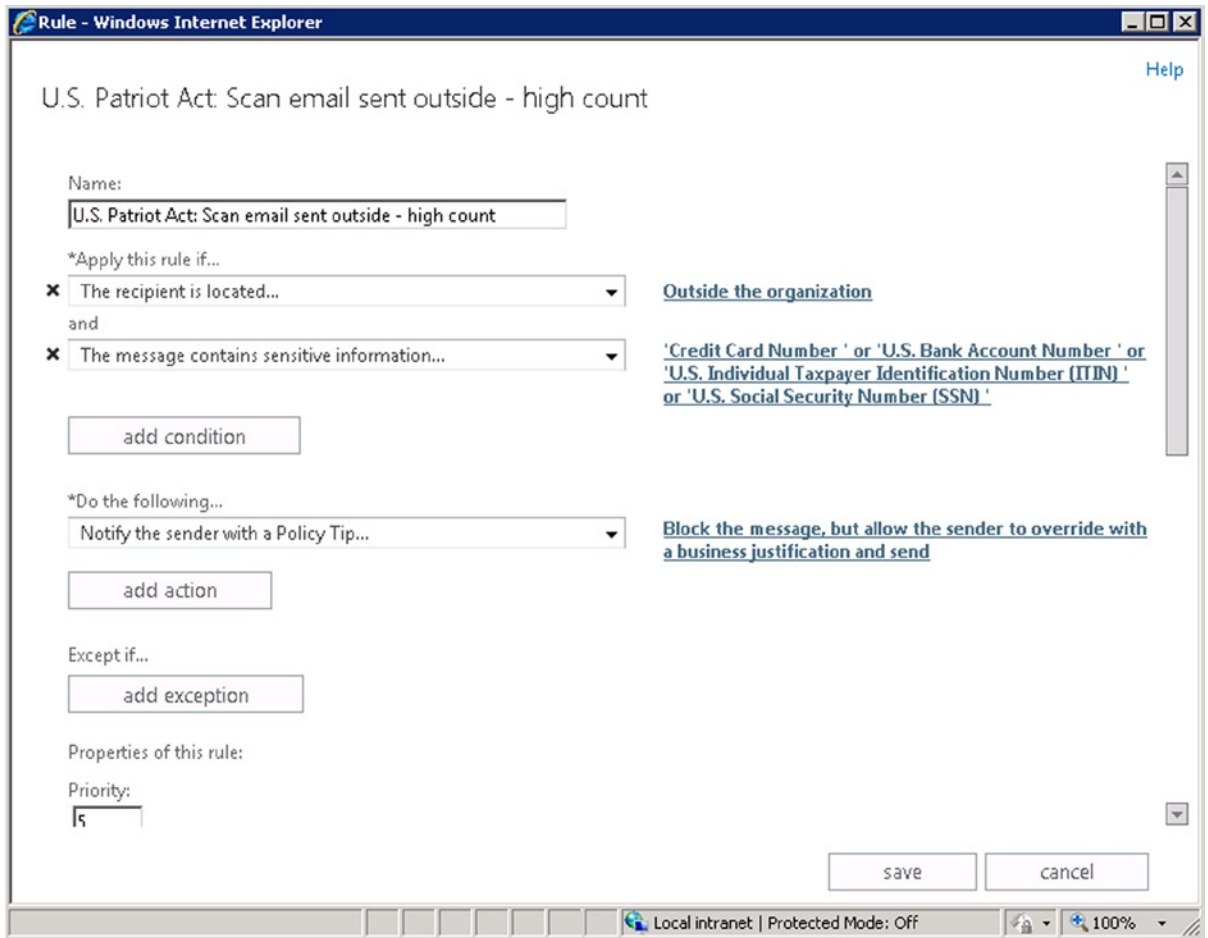 Rule - Windows Internet Explorer
Help
U.S. Patriot Act: Scan email sent outside - high count
Name:
U.S. Patriot Act: Scan email sent outside - high count
*Apply this rule if...
The recipient is located...
Outside the organization
and
The message contains sensitive information...
'Credit Card Number ' or 'U.S. Bank Account Number ' or
'U.S. Individual Taxpayer Identification Number (ITIN) '
or 'U.S. Social Security Number (SSN) '
add condition
*Do the following...
Notify the sender with a Policy Tip...
Block the message, but allow the sender to override with
a business justification and send
add action
Except if...
add exception
Properties of this rule:
Priority:
5
save
cancel
Local intranet | Protected Mode: Off
100%